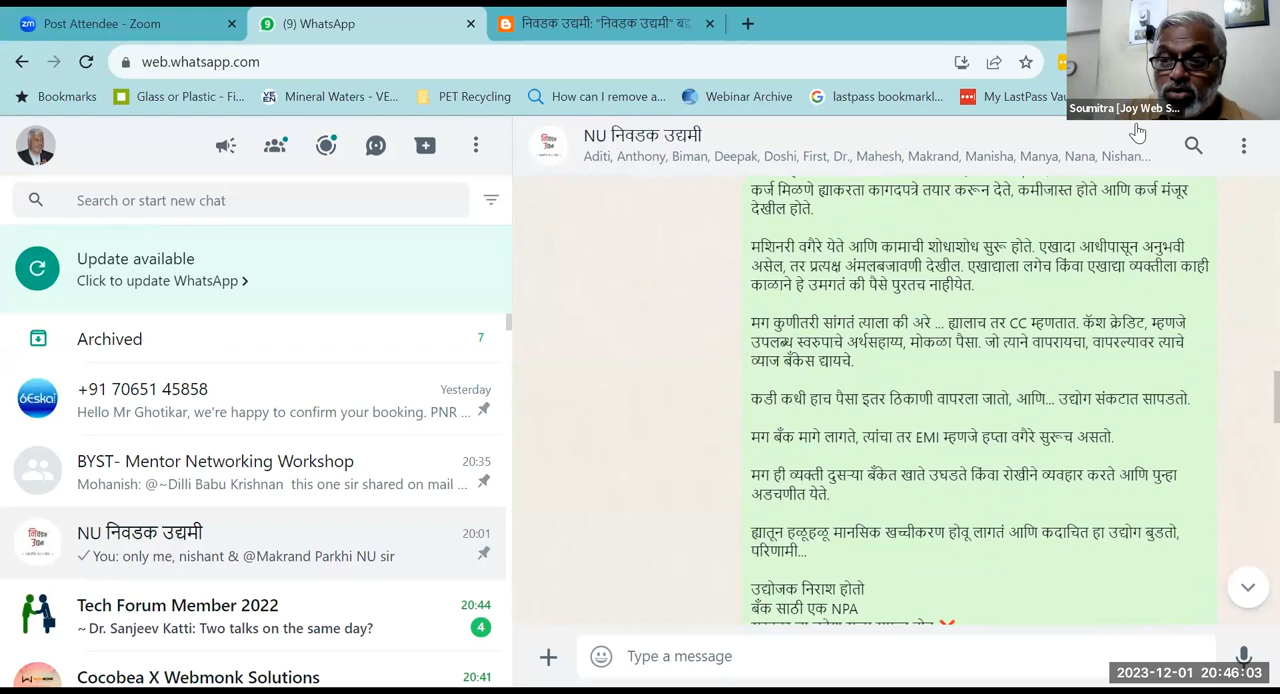 Post Attendee - Zoom
(9) WhatsApp
निवडक उद्यमी: "निवडक उद्यमी"
web.whatsapp.com
Bookmarks
Glass or Plastic - Fi...
Mineral Waters - VE...
PET Recycling
How can I remove a...
Webinar Archive
lastpass bookmarkl...
My LastPass Vau
Soumitra [Joy Web S...
Search or start new chat
Update available
Click to update WhatsApp
Archived
7
+91 70651 45858
Yesterday
Hello Mr Ghotikar, we're happy to confirm your booking. PNR ...
BYST- Mentor Networking Workshop
20:35
Mohanish: @~Dilli Babu Krishnan this one sir shared on mail ...
NU निवडक उद्यमी
20:01
You: only me, nishant & @Makrand Parkhi NU sir
Tech Forum Member 2022
20:44
~ Dr. Sanjeev Katti: Two talks on the same day?
4
Cocobea X Webmonk Solutions
20:41
NU निवडक उद्यमी
Aditi, Anthony, Biman, Deepak, Doshi, First, Dr., Mahesh, Makrand, Manisha, Manya, Nana, Nishan...
कर्ज मिळणे ह्याकरता कागदपत्रे तयार करून देते, कमीजास्त होते आणि कर्ज मंजूर
देखील होते.
मशिनरी वगैरे येते आणि कामाची शोधाशोध सुरू होते. एखादा आधीपासून अनुभवी
असेल, तर प्रत्यक्ष अंमलबजावणी देखील. एखाद्याला लगेच किंवा एखाद्या व्यक्तीला काही
काळाने हे उमगतं की पैसे पुरतच नाहीयेत.
मग कुणीतरी सांगतं त्याला की अरे ... ह्यालाच तर CC म्हणतात. कॅश क्रेडिट, म्हणजे
उपलब्ध स्वरुपाचे अर्थसहाय्य, मोकळा पैसा. जो त्याने वापरायचा, वापरल्यावर त्याचे
व्याज बँकेस द्यायचे.
कडी कधी हाच पैसा इतर ठिकाणी वापरला जातो, आणि... उद्योग संकटात सापडतो.
मग बँक मागे लागते, त्यांचा तर EMI म्हणजे हप्ता वगैरे सुरूच असतो.
मग ही व्यक्ती दुसऱ्या बँकेत खाते उघडते किंवा रोखीने व्यवहार करते आणि पुन्हा
अडचणीत येते.
ह्यातून हळूहळू मानसिक खच्चीकरण होवू लागतं आणि कदाचित हा उद्योग बुडतो,
परिणामी...
उद्योजक निराश होतो
बँक साठी एक NPA
Type a message
2023-12-01 20:46:03